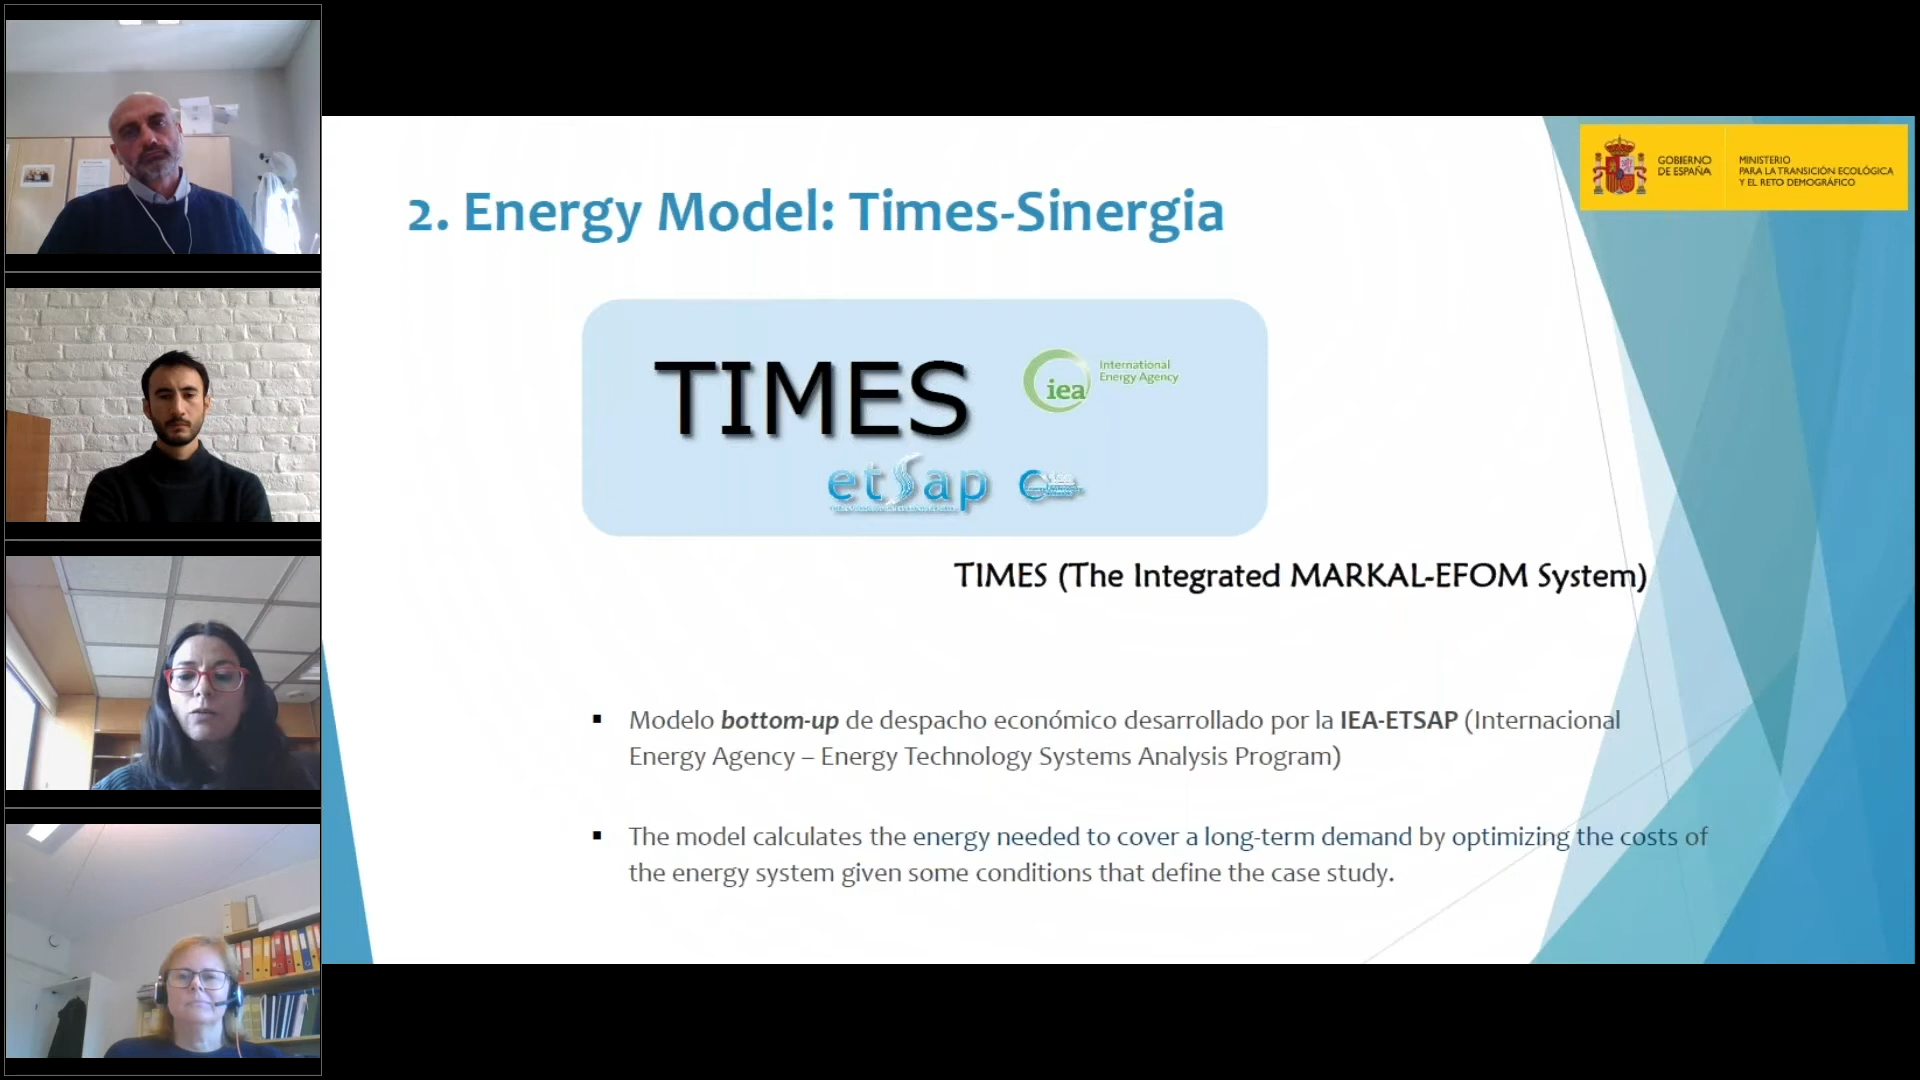 GOBIERNO
DE ESPAÑA
MINISTERIO
PARA LA TRANSICIÓN ECOLÓGICA
Y EL RETO DEMOGRÁFICO
2. Energy Model: Times-Sinergia
TIMES
iea
International
Energy Agency
etsap
TIMES (The Integrated MARKAL-EFOM System)
▪ Modelo bottom-up de despacho económico desarrollado por la IEA-ETSAP (Internacional
Energy Agency – Energy Technology Systems Analysis Program)
▪ The model calculates the energy needed to cover a long-term demand by optimizing the costs of
the energy system given some conditions that define the case study.